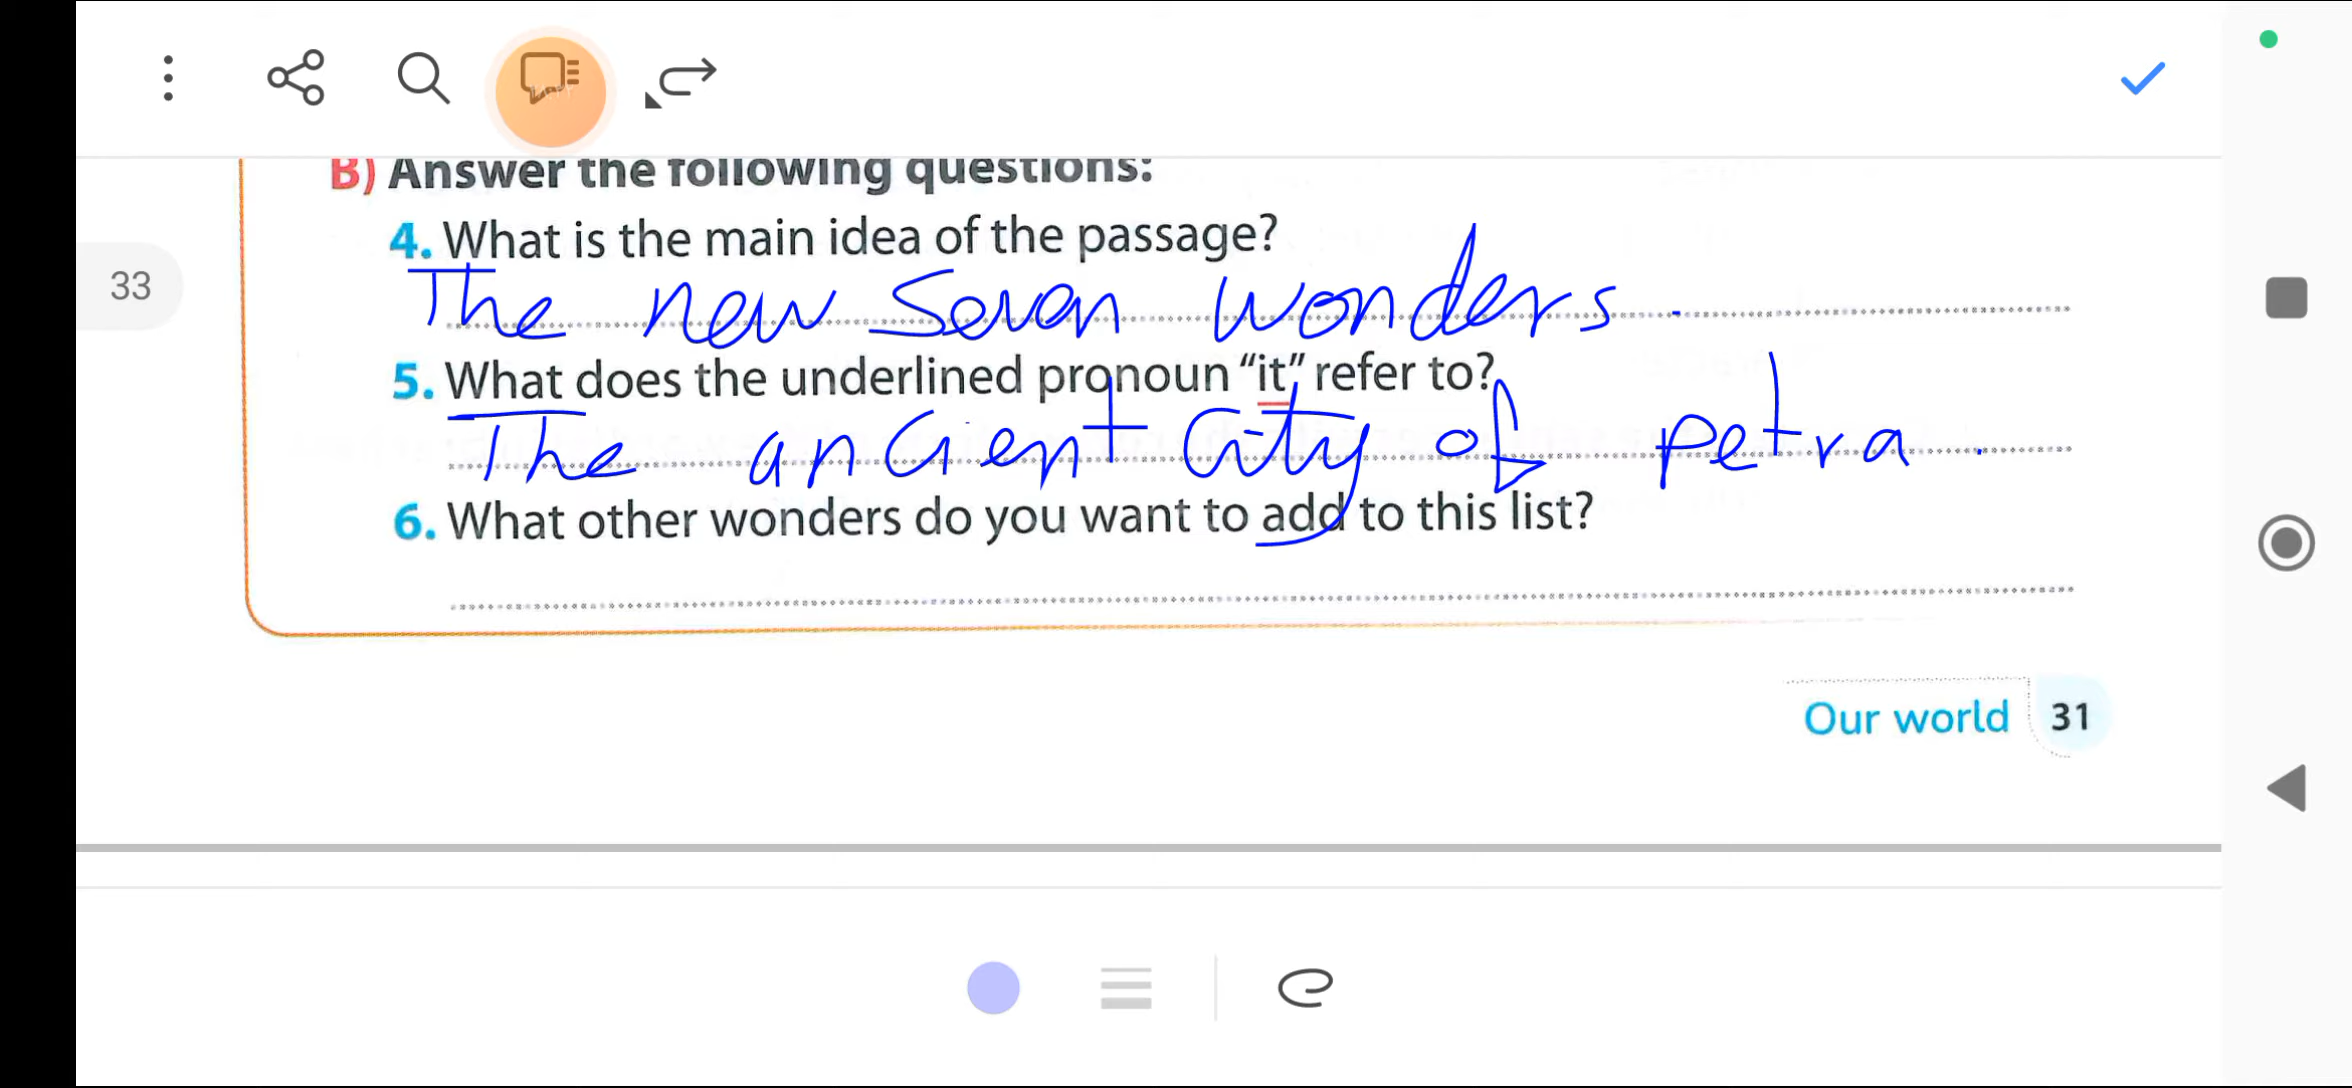 B) Answer the following questions:
33
4. What is the main idea of the passage?
The new Seven wonders.
5. What does the underlined pronoun "it" refer to?
The ancient City of petra.
6. What other wonders do you want to add to this list?
Our world 31